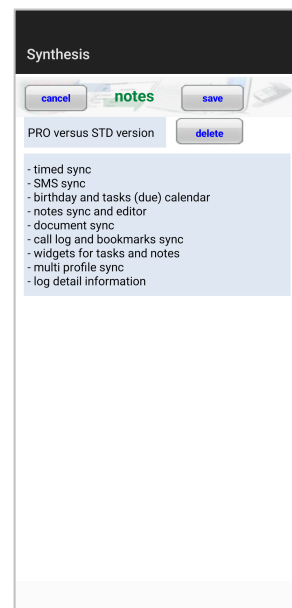 Synthesis
cancel notes save
PRO versus STD version delete
- timed sync
- SMS sync
- birthday and tasks (due) calendar
- notes sync and editor
- document sync
- call log and bookmarks sync
- widgets for tasks and notes
- multi profile sync
- log detail information